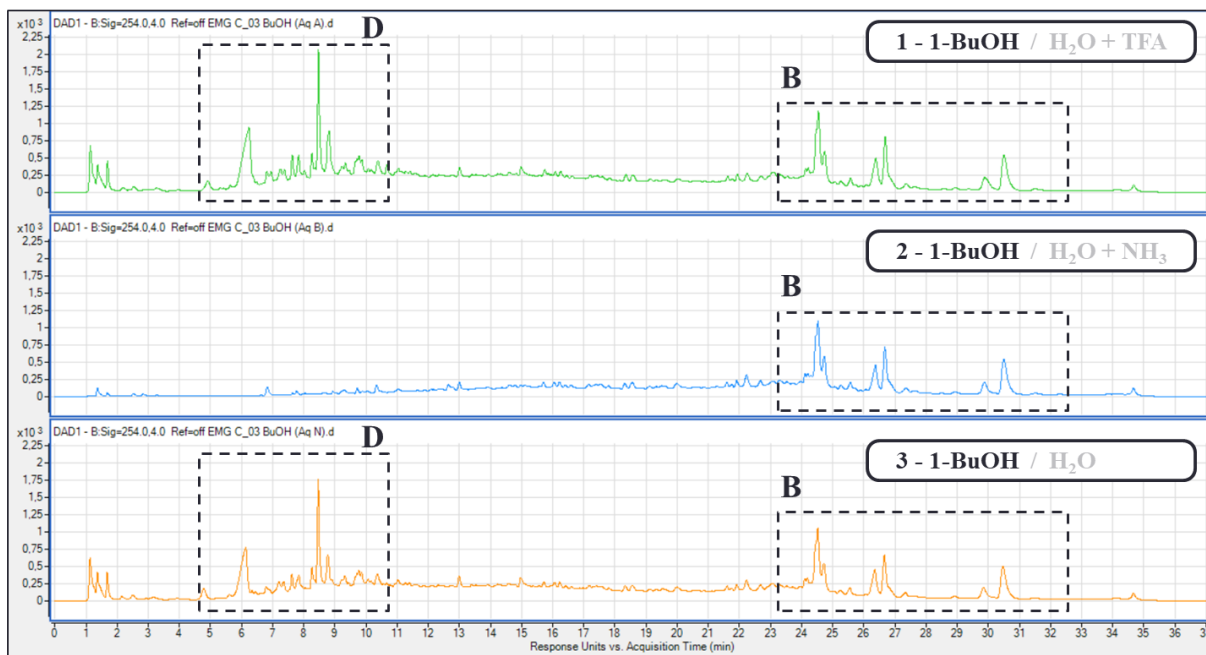 x10 3 DAD1 - B:Sig=254.0,4.0 Ref=off EMG C_03 BuOH (Aq A).d
D
1 - 1-BuOH / H₂O + TFA
B
2,25-
2-
1,75-
1,5-
1,25-
1-
0,75-
0,5-
0,25-
0-
x10 3 DAD1 - B:Sig=254.0,4.0 Ref=off EMG C_03 BuOH (Aq B).d
2 - 1-BuOH / H₂O + NH₃
B
2,25-
2-
1,75-
1,5-
1,25-
1-
0,75-
0,5-
0,25-
0-
x10 3 DAD1 - B:Sig=254.0,4.0 Ref=off EMG C_03 BuOH (Aq N).d
D
3 - 1-BuOH / H₂O
B
2,25-
2-
1,75-
1,5-
1,25-
1-
0,75-
0,5-
0,25-
0-
0 1 2 3 4 5 6 7 8 9 10 11 12 13 14 15 16 17 18 19 20 21 22 23 24 25 26 27 28 29 30 31 32 33 34 35 36 37
Response Units vs. Acquisition Time (min)